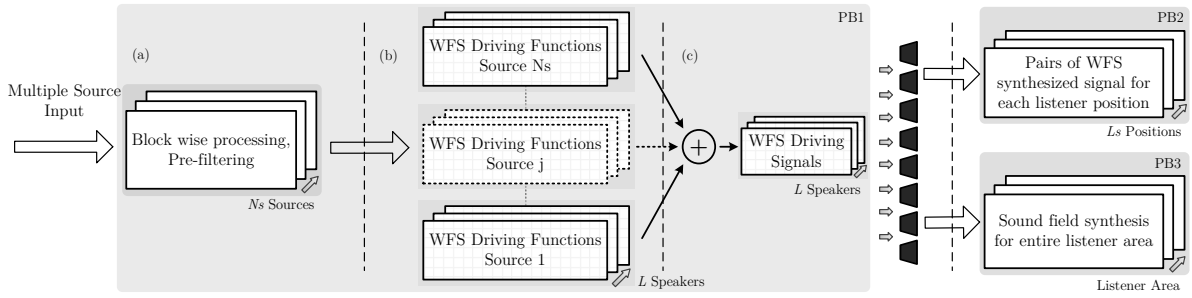 PB1
PB2
(a)
(b)
(c)
Multiple Source
Input
Block wise processing,
Pre-filtering
Ns Sources
WFS Driving Functions
Source Ns
WFS Driving Functions
Source j
WFS Driving Functions
Source 1
L Speakers
+
WFS Driving
Signals
L Speakers
Pairs of WFS
synthesized signal for
each listener position
Ls Positions
PB3
Sound field synthesis
for entire listener area
Listener Area